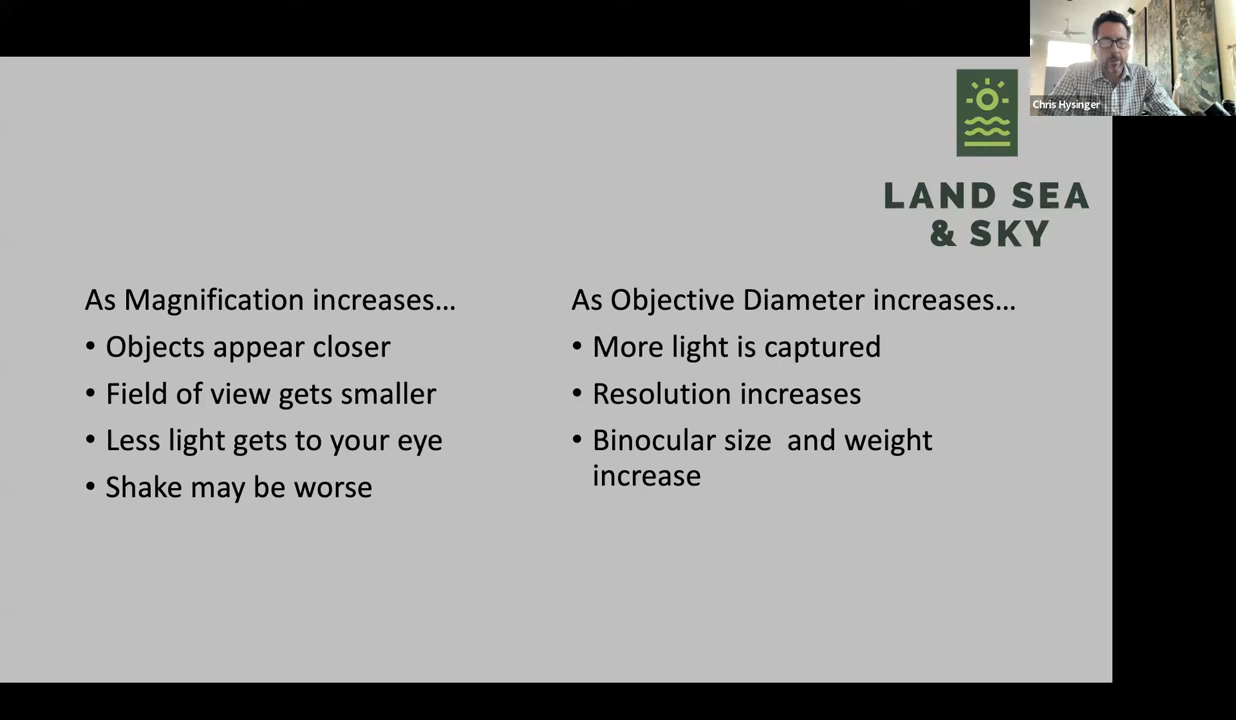 Chris Hysinger
LAND SEA
& SKY
As Magnification increases...
• Objects appear closer
• Field of view gets smaller
• Less light gets to your eye
• Shake may be worse
As Objective Diameter increases...
• More light is captured
• Resolution increases
• Binocular size  and weight
increase